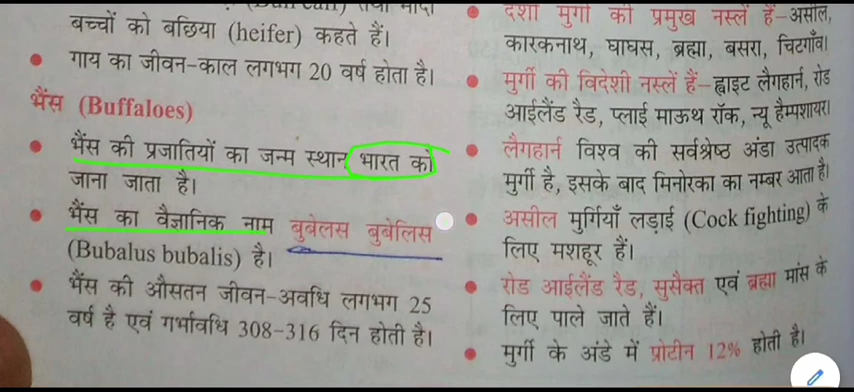 बच्चों को बछिया (heifer) कहते हैं।
गाय का जीवन-काल लगभग 20 वर्ष होता है।
भैंस (Buffaloes)
भैंस की प्रजातियों का जन्म स्थान भारत को
जाना जाता है।
भैंस का वैज्ञानिक नाम बुबेलस बुबेलिस
(Bubalus bubalis) है।
भैंस की औसतन जीवन-अवधि लगभग 25
वर्ष है एवं गर्भावधि 308-316 दिन होती है।
देशी मुर्गी की प्रमुख नस्लें हैं-असील,
कारकनाथ, घाघस, ब्रह्मा, बसरा, चिटगाँव।
मुर्गी की विदेशी नस्लें हैं-ह्वाइट लैगहार्न, रोड
आईलैंड रैड, प्लाई माऊथ रॉक, न्यू हैम्पशायर।
लैगहार्न विश्व की सर्वश्रेष्ठ अंडा उत्पादक
मुर्गी है, इसके बाद मिनोरका का नम्बर आता है।
असील मुर्गियाँ लड़ाई (Cock fighting) के
लिए मशहूर हैं।
रोड आईलैंड रैड, सुसैक्त एवं ब्रह्मा मांस के
लिए पाले जाते हैं।
मुर्गी के अंडे में प्रोटीन 12% होती है।